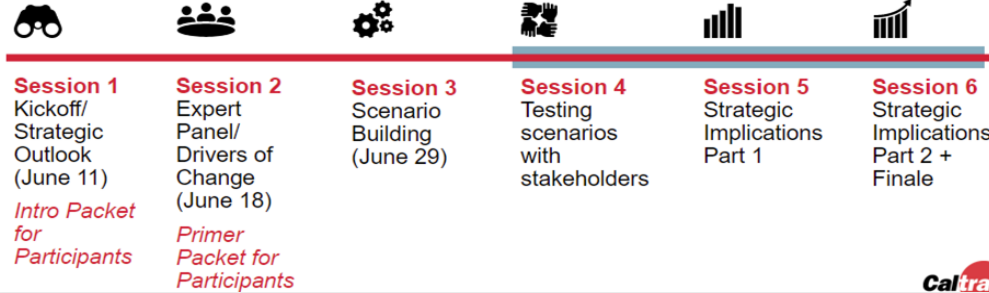 Session 1
Kickoff/
Strategic
Outlook
(June 11)
Intro Packet
for
Participants
Session 2
Expert
Panel/
Drivers of
Change
(June 18)
Primer
Packet for
Participants
Session 3
Scenario
Building
(June 29)
Session 4
Testing
scenarios
with
stakeholders
Session 5
Strategic
Implications
Part 1
Session 6
Strategic
Implications
Part 2 +
Finale
Caltra